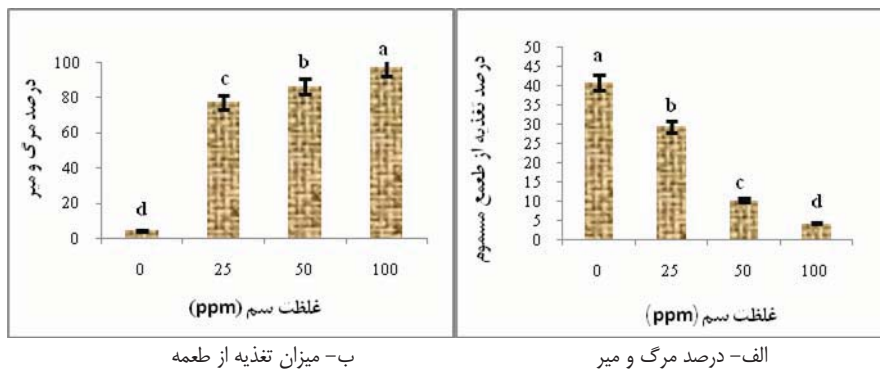 درصد تغذیه از طعمع مسموم
50
45
40
35
30
25
20
15
10
5
0
a
b
c
d
0 25 50 100
غلظت سم (ppm)
الف- درصد مرگ و میر
درصد مرگ و میر
100
80
60
40
20
0
d
c
b
a
0 25 50 100
غلظت سم (ppm)
ب- میزان تغذیه از طعمه